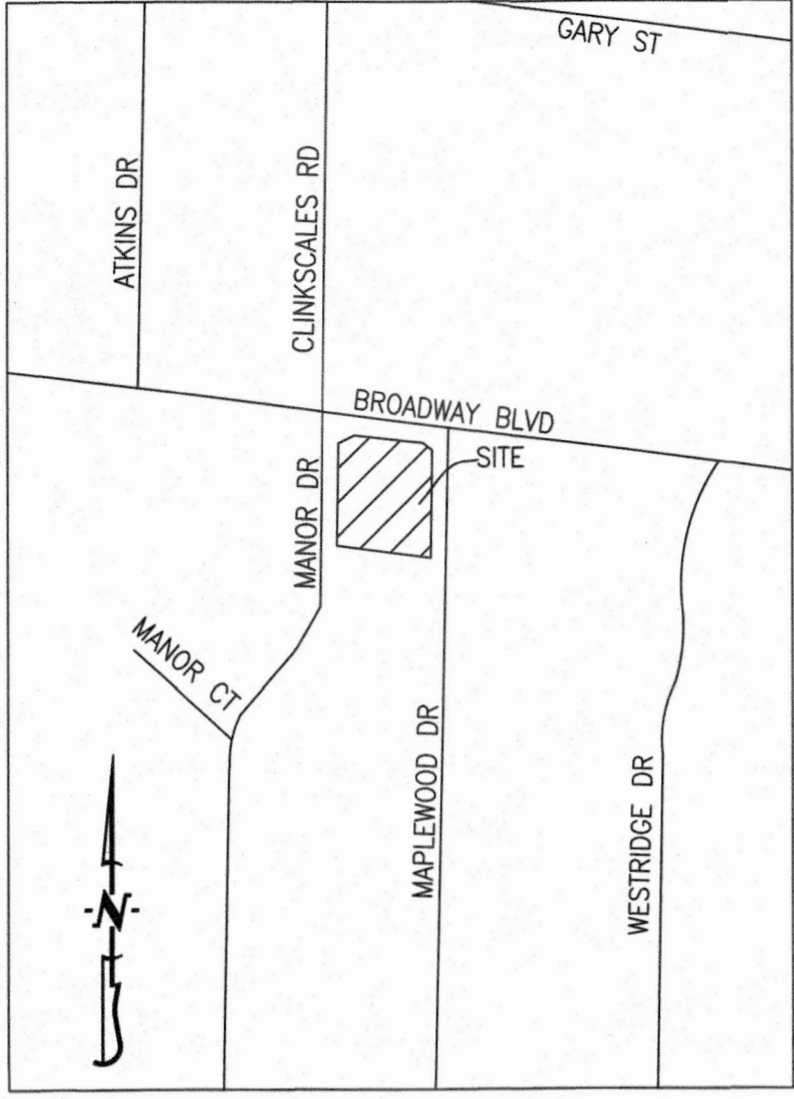 GARY ST
ATKINS DR
CLINKSCALES RD
BROADWAY BLVD
SITE
MANOR DR
MANOR CT
MAPLEWOOD DR
WESTRIDGE DR
N